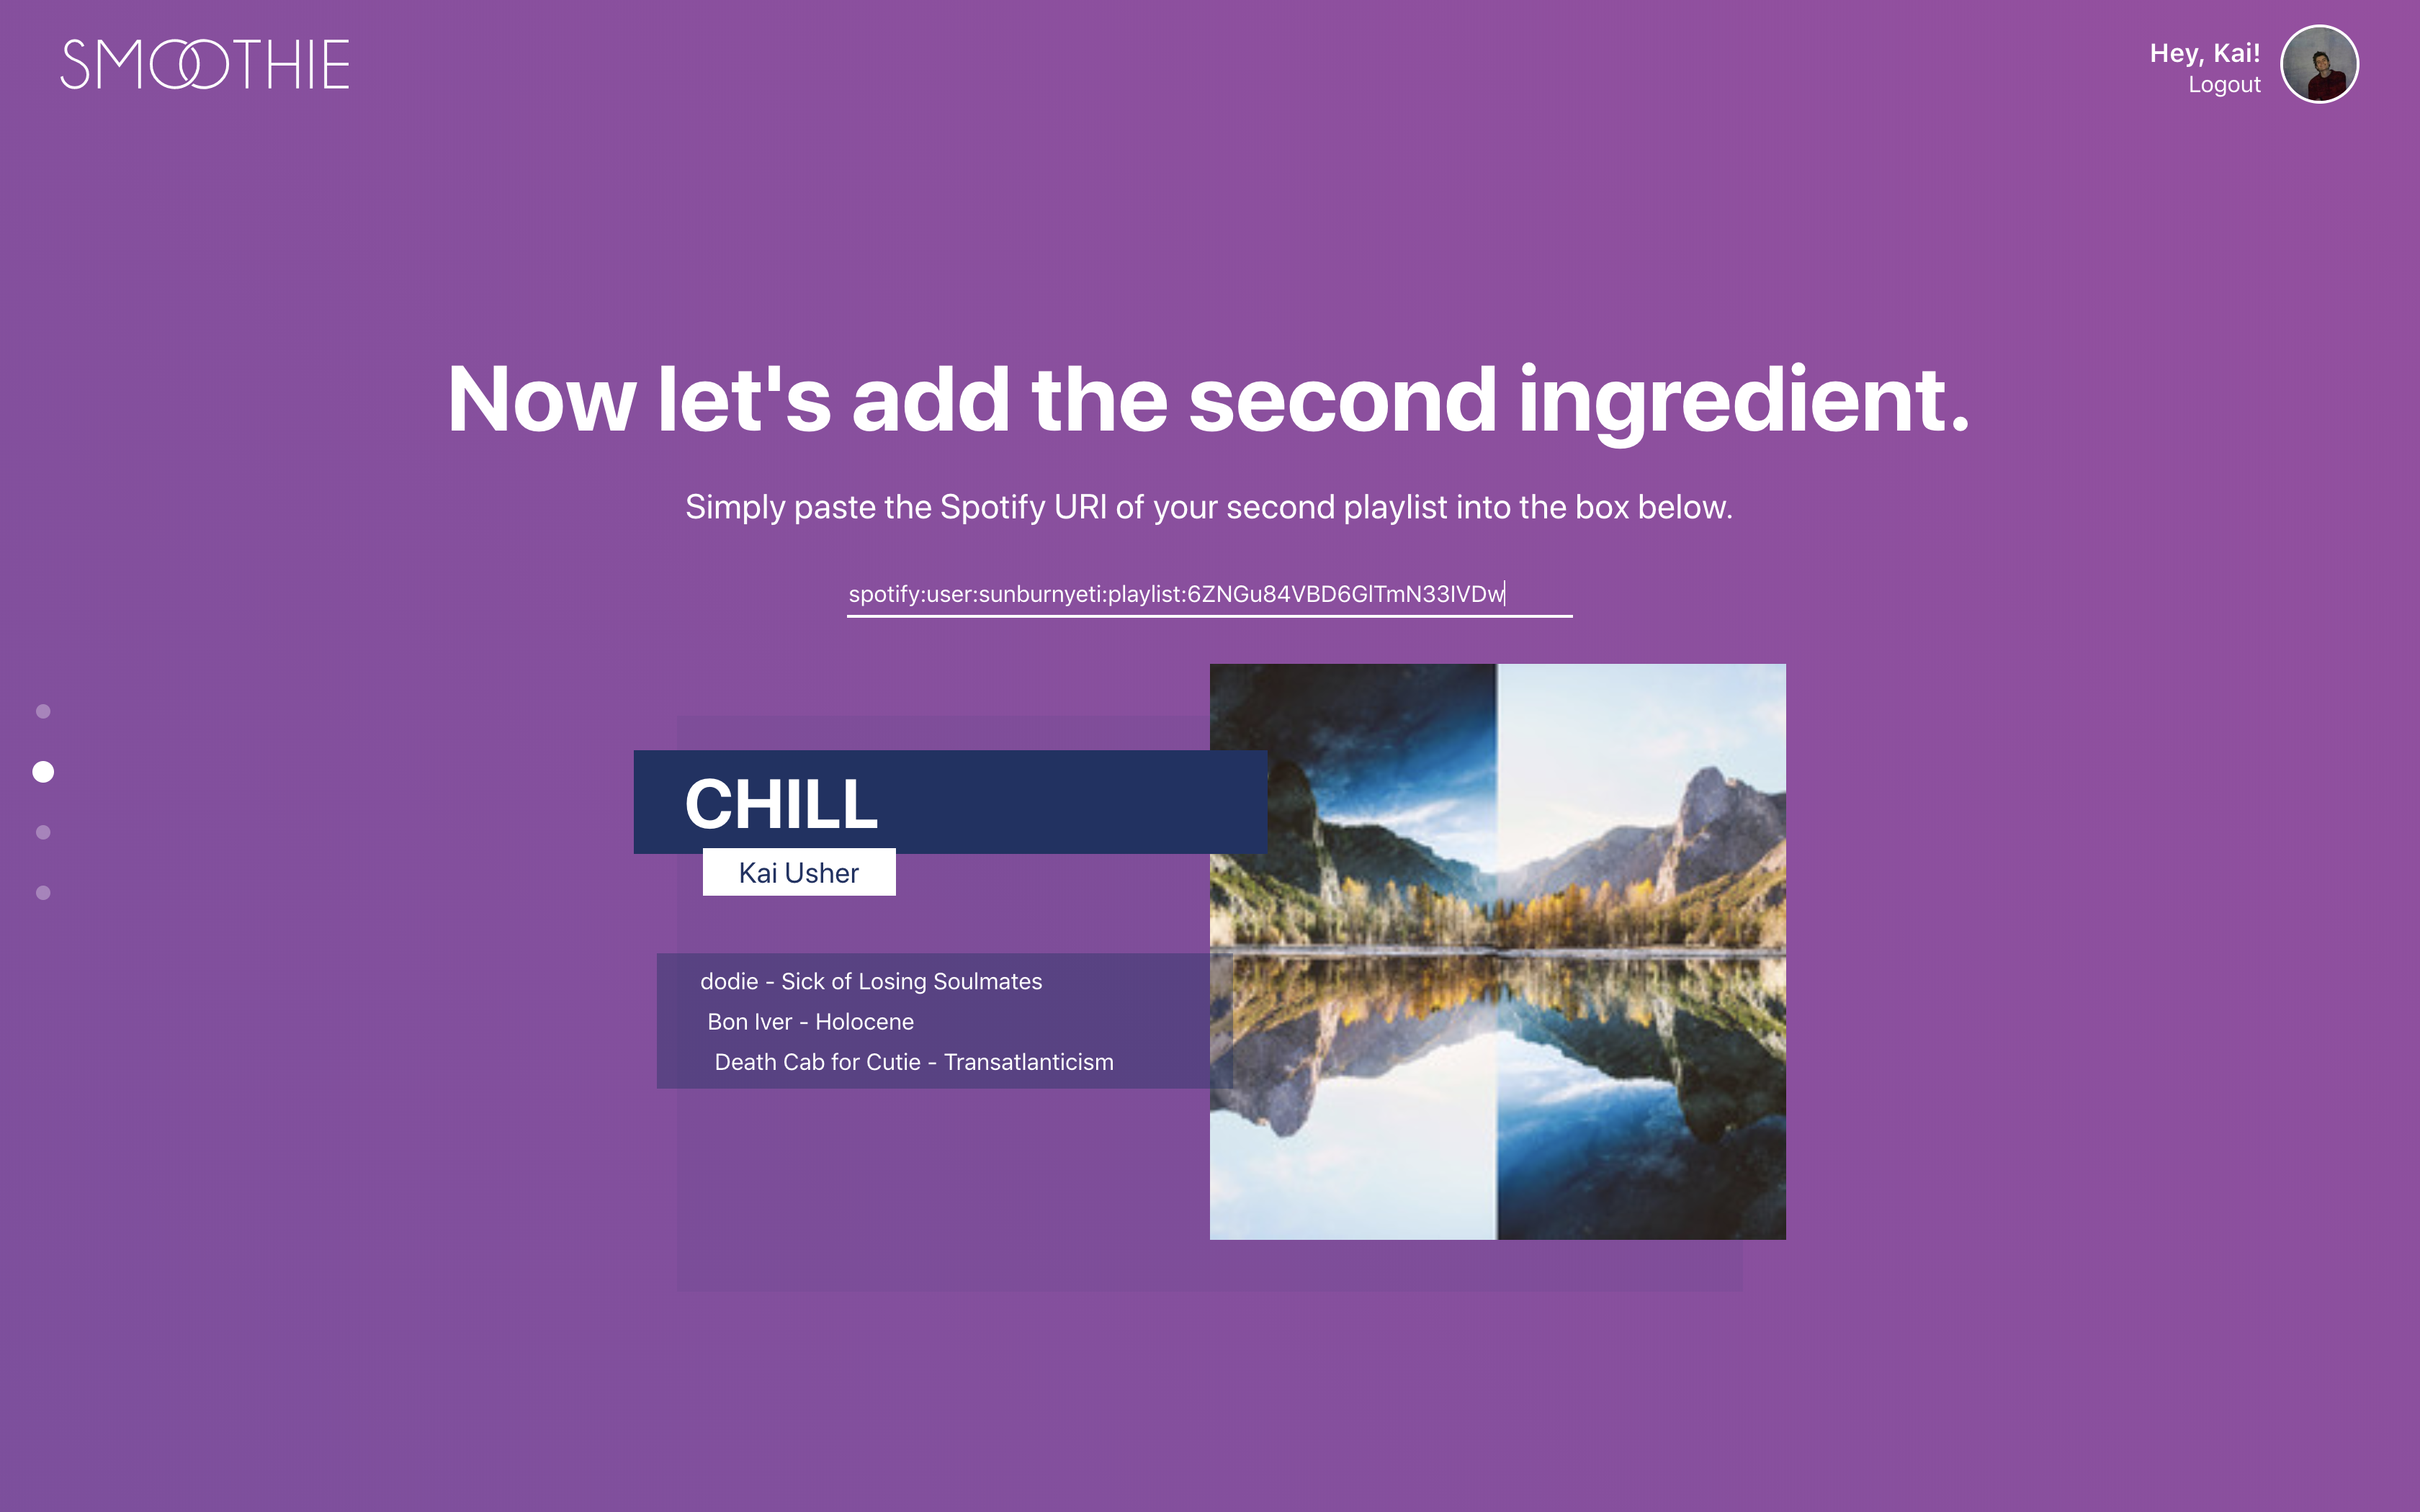 SMOOTHIE
Hey, Kai!
Logout
Now let's add the second ingredient.
Simply paste the Spotify URI of your second playlist into the box below.
spotify:user:sunburnyeti:playlist:6ZNGu84VBD6GlTmN33IVDw
CHILL
Kai Usher
dodie - Sick of Losing Soulmates
Bon Iver - Holocene
Death Cab for Cutie - Transatlanticism